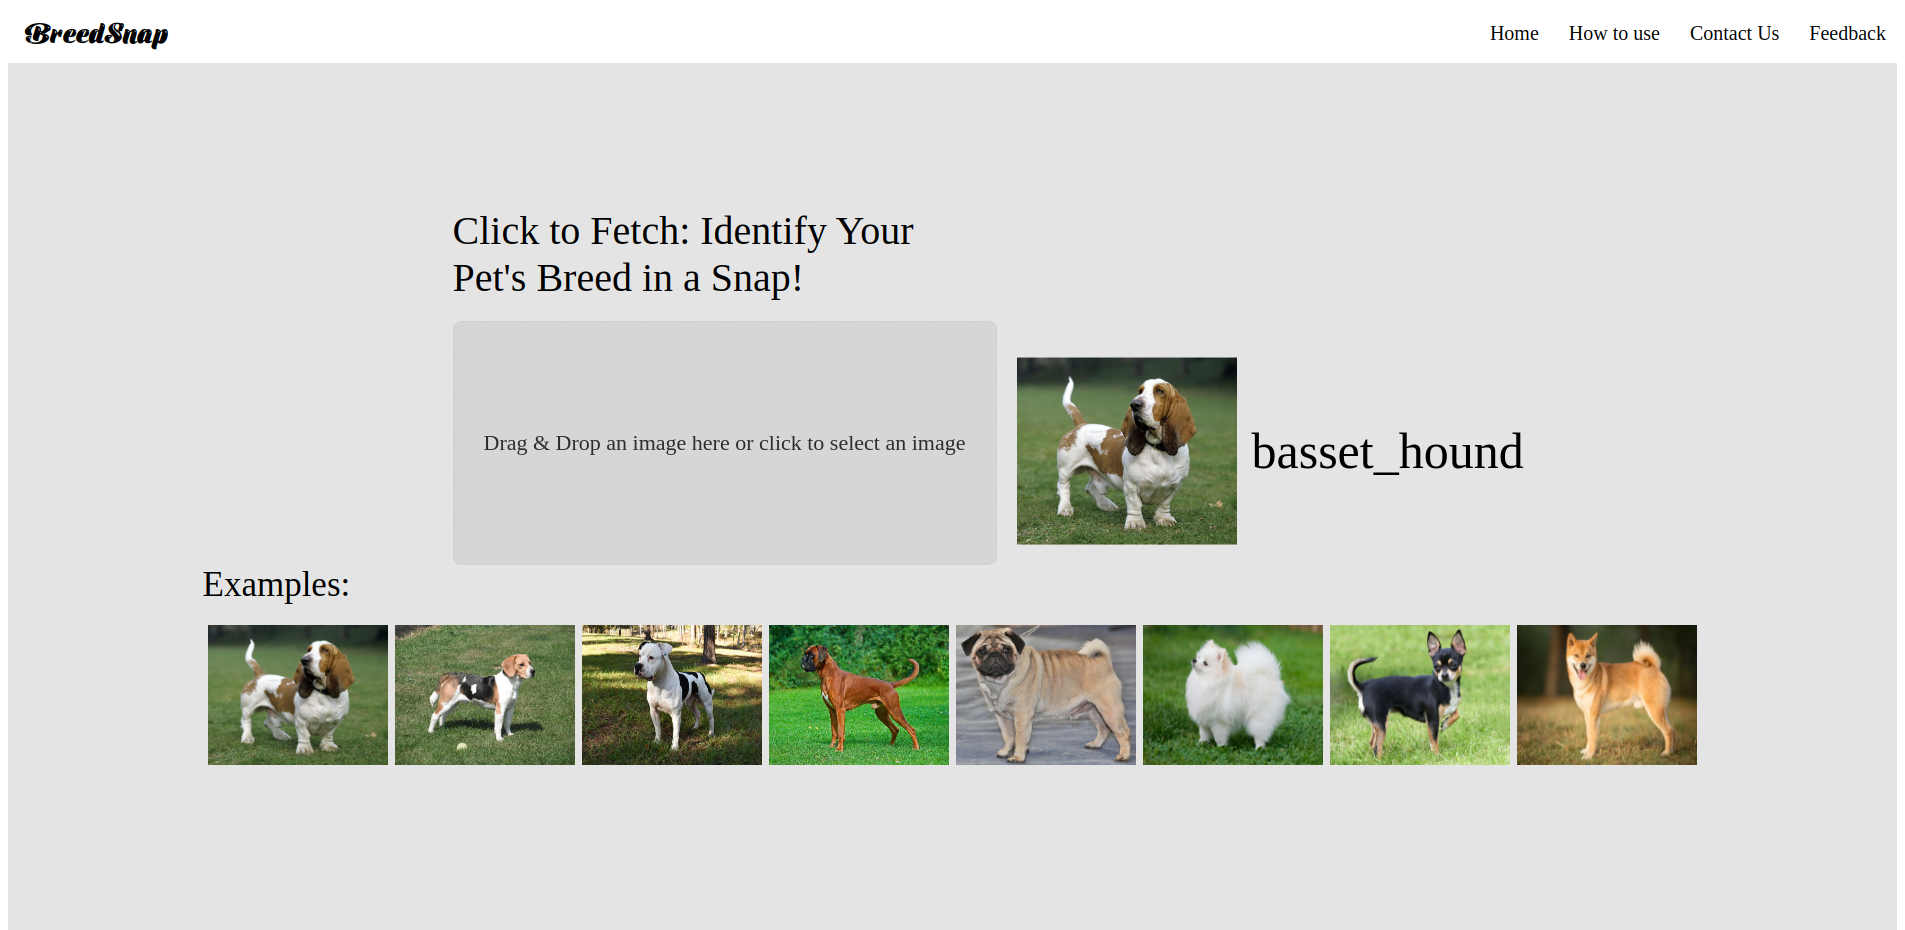 BreedSnap
Home
How to use
Contact Us
Feedback
Click to Fetch: Identify Your
Pet's Breed in a Snap!
Drag & Drop an image here or click to select an image
basset_hound
Examples: